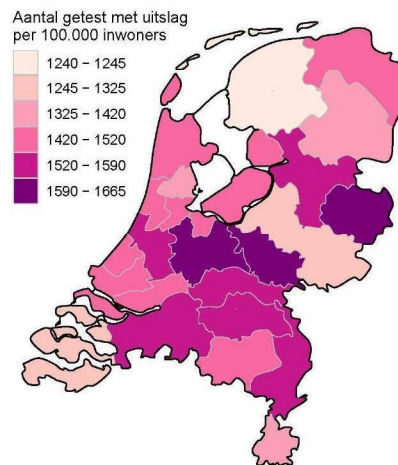 Aantal getest met uitslag
per 100.000 inwoners
1240 – 1245
1245 – 1325
1325 – 1420
1420 – 1520
1520 – 1590
1590 – 1665